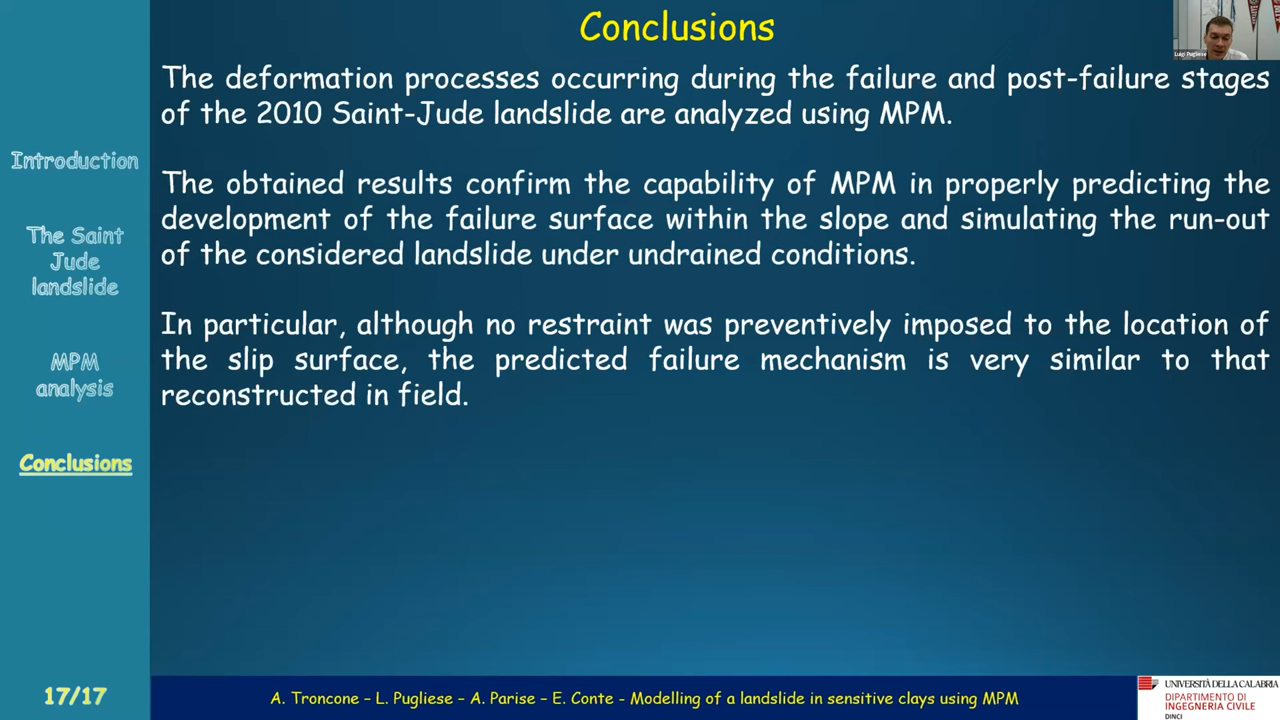 Conclusions
Luigi Pugliese
The deformation processes occurring during the failure and post-failure stages
of the 2010 Saint-Jude landslide are analyzed using MPM.
The obtained results confirm the capability of MPM in properly predicting the
development of the failure surface within the slope and simulating the run-out
of the considered landslide under undrained conditions.
In particular, although no restraint was preventively imposed to the location of
the slip surface, the predicted failure mechanism is very similar to that
reconstructed in field.
Introduction
The Saint
Jude
landslide
MPM
analysis
Conclusions
17/17
A. Troncone – L. Pugliese – A. Parise – E. Conte - Modelling of a landslide in sensitive clays using MPM
UNIVERSITÀ DELLA CALABRIA
DIPARTIMENTO DI
INGEGNERIA CIVILE
DINCI